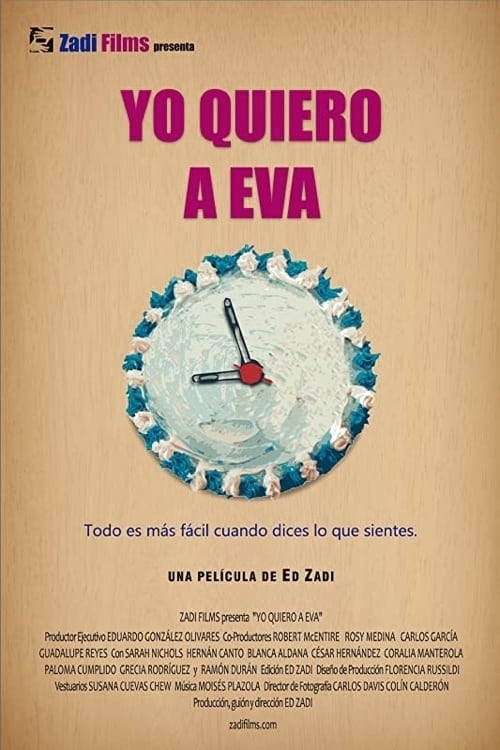 Zadi Films presenta
YO QUIERO
A EVA
Todo es más fácil cuando dices lo que sientes.
UNA PELÍCULA DE ED ZADI
ZADI FILMS presenta "YO QUIERO A EVA"
Productor Ejecutivo EDUARDO GONZÁLEZ OLIVARES Co-Productores ROBERT McENTIRE ROSY MEDINA CARLOS GARCÍA
GUADALUPE REYES Con SARAH NICHOLS HERNÁN CANTO BLANCA ALDANA CÉSAR HERNÁNDEZ CORALIA MANTEROLA
PALOMA CUMPLIDO GRECIA RODRÍGUEZ y RAMÓN DURÁN Edición ED ZADI Diseño de Producción FLORENCIA RUSSILDI
Vestuarios SUSANA CUEVAS CHEW Música MOISÉS PLAZOLA Director de Fotografía CARLOS DAVIS COLÍN CALDERÓN
Producción, guión y dirección ED ZADI
zadifilms.com